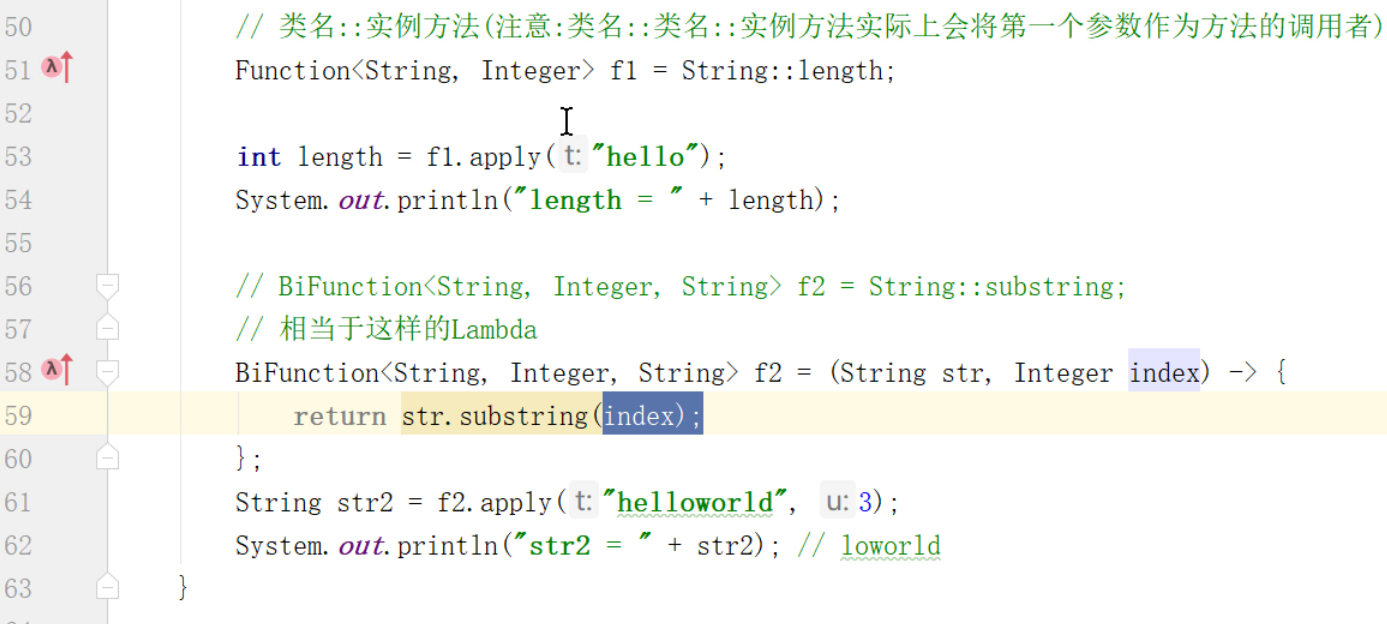 50 // 类名::实例方法(注意:类名::类名::实例方法实际上会将第一个参数作为方法的调用者)
51 Function<String, Integer> f1 = String::length;
52
53 int length = f1.apply( t: "hello");
54 System.out.println("length = " + length);
55
56 // BiFunction<String, Integer, String> f2 = String::substring;
57 // 相当于这样的Lambda
58 BiFunction<String, Integer, String> f2 = (String str, Integer index) -> {
59 return str.substring(index);
60 };
61 String str2 = f2.apply( t: "helloworld", u: 3);
62 System.out.println("str2 = " + str2); // loworld
63 }